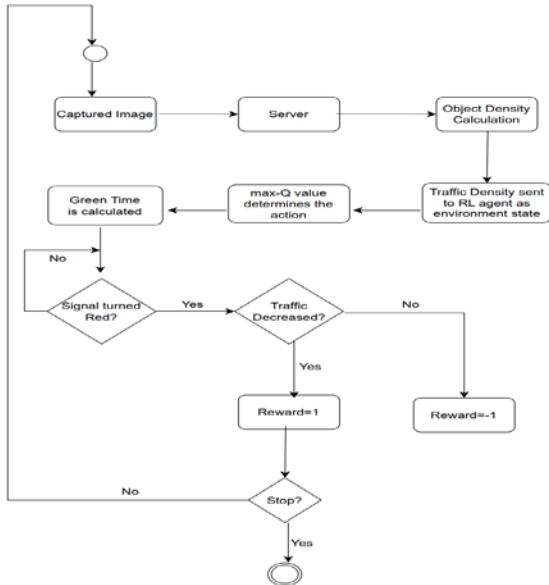 Captured Image
Server
Object Density
Calculation
Green Time
is calculated
max-Q value
determines the
action
Traffic Density sent
to RL agent as
environment state
No
Signal turned
Red?
Yes
Traffic
Decreased?
No
Yes
Reward=1
Reward=-1
No
Stop?
Yes